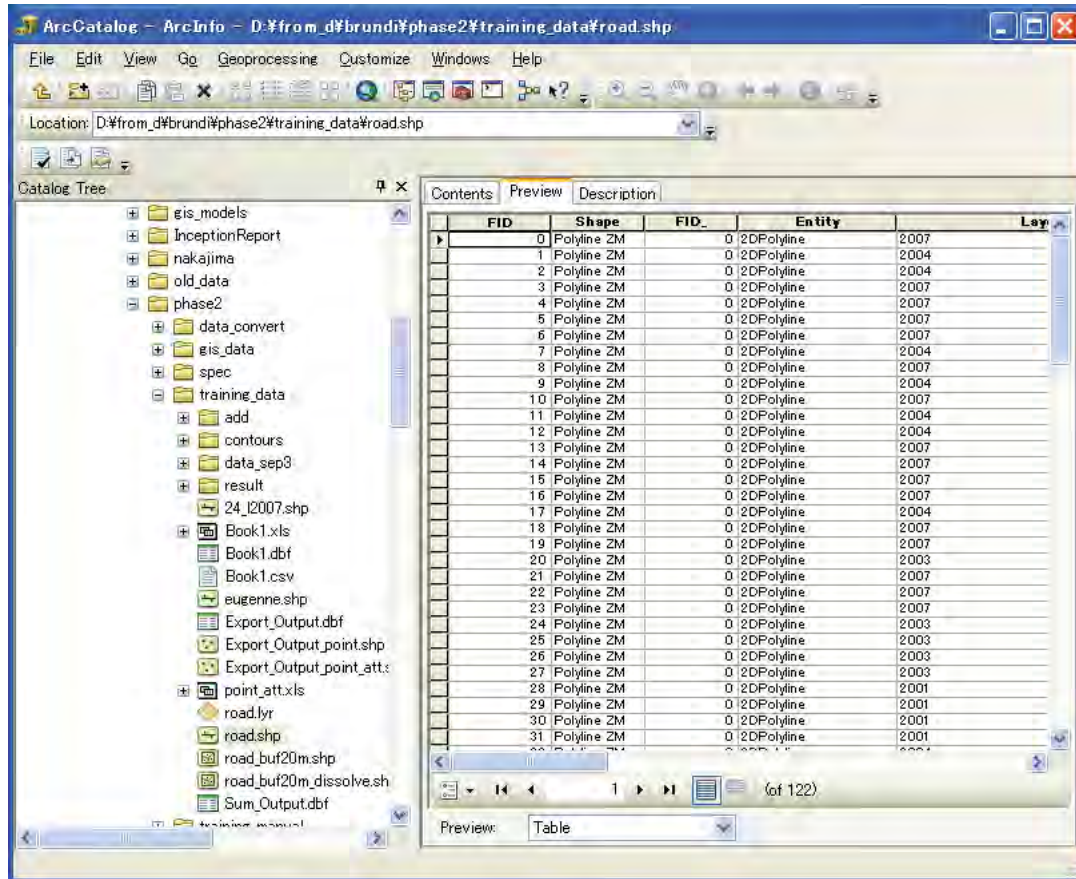 ArcCatalog - ArcInfo - D:¥from_d¥brundi¥phase2¥training_data¥road.shp
File Edit View Go Geoprocessing Customize Windows Help
Location: D:¥from_d¥brundi¥phase2¥training_data¥road.shp
Catalog Tree
gis_models
InceptionReport
nakajima
old_data
phase2
data_convert
gis_data
spec
training_data
add
contours
data_sep3
result
24_l2007.shp
Book1.xls
Book1.dbf
Book1.csv
eugenne.shp
Export_Output.dbf
Export_Output_point.shp
Export_Output_point_att.s
point_att.xls
road.lyr
road.shp
road_buf20m.shp
road_buf20m_dissolve.sh
Sum_Output.dbf
training_manual
Contents Preview Description
FID Shape FID_ Entity Lay
0 Polyline ZM 0 2DPolyline 2007
1 Polyline ZM 0 2DPolyline 2004
2 Polyline ZM 0 2DPolyline 2004
3 Polyline ZM 0 2DPolyline 2007
4 Polyline ZM 0 2DPolyline 2007
5 Polyline ZM 0 2DPolyline 2007
6 Polyline ZM 0 2DPolyline 2007
7 Polyline ZM 0 2DPolyline 2004
8 Polyline ZM 0 2DPolyline 2007
9 Polyline ZM 0 2DPolyline 2004
10 Polyline ZM 0 2DPolyline 2007
11 Polyline ZM 0 2DPolyline 2004
12 Polyline ZM 0 2DPolyline 2004
13 Polyline ZM 0 2DPolyline 2007
14 Polyline ZM 0 2DPolyline 2007
15 Polyline ZM 0 2DPolyline 2007
16 Polyline ZM 0 2DPolyline 2007
17 Polyline ZM 0 2DPolyline 2004
18 Polyline ZM 0 2DPolyline 2007
19 Polyline ZM 0 2DPolyline 2007
20 Polyline ZM 0 2DPolyline 2003
21 Polyline ZM 0 2DPolyline 2007
22 Polyline ZM 0 2DPolyline 2007
23 Polyline ZM 0 2DPolyline 2007
24 Polyline ZM 0 2DPolyline 2003
25 Polyline ZM 0 2DPolyline 2003
26 Polyline ZM 0 2DPolyline 2003
27 Polyline ZM 0 2DPolyline 2003
28 Polyline ZM 0 2DPolyline 2001
29 Polyline ZM 0 2DPolyline 2001
30 Polyline ZM 0 2DPolyline 2001
31 Polyline ZM 0 2DPolyline 2001
1 (of 122)
Preview: Table